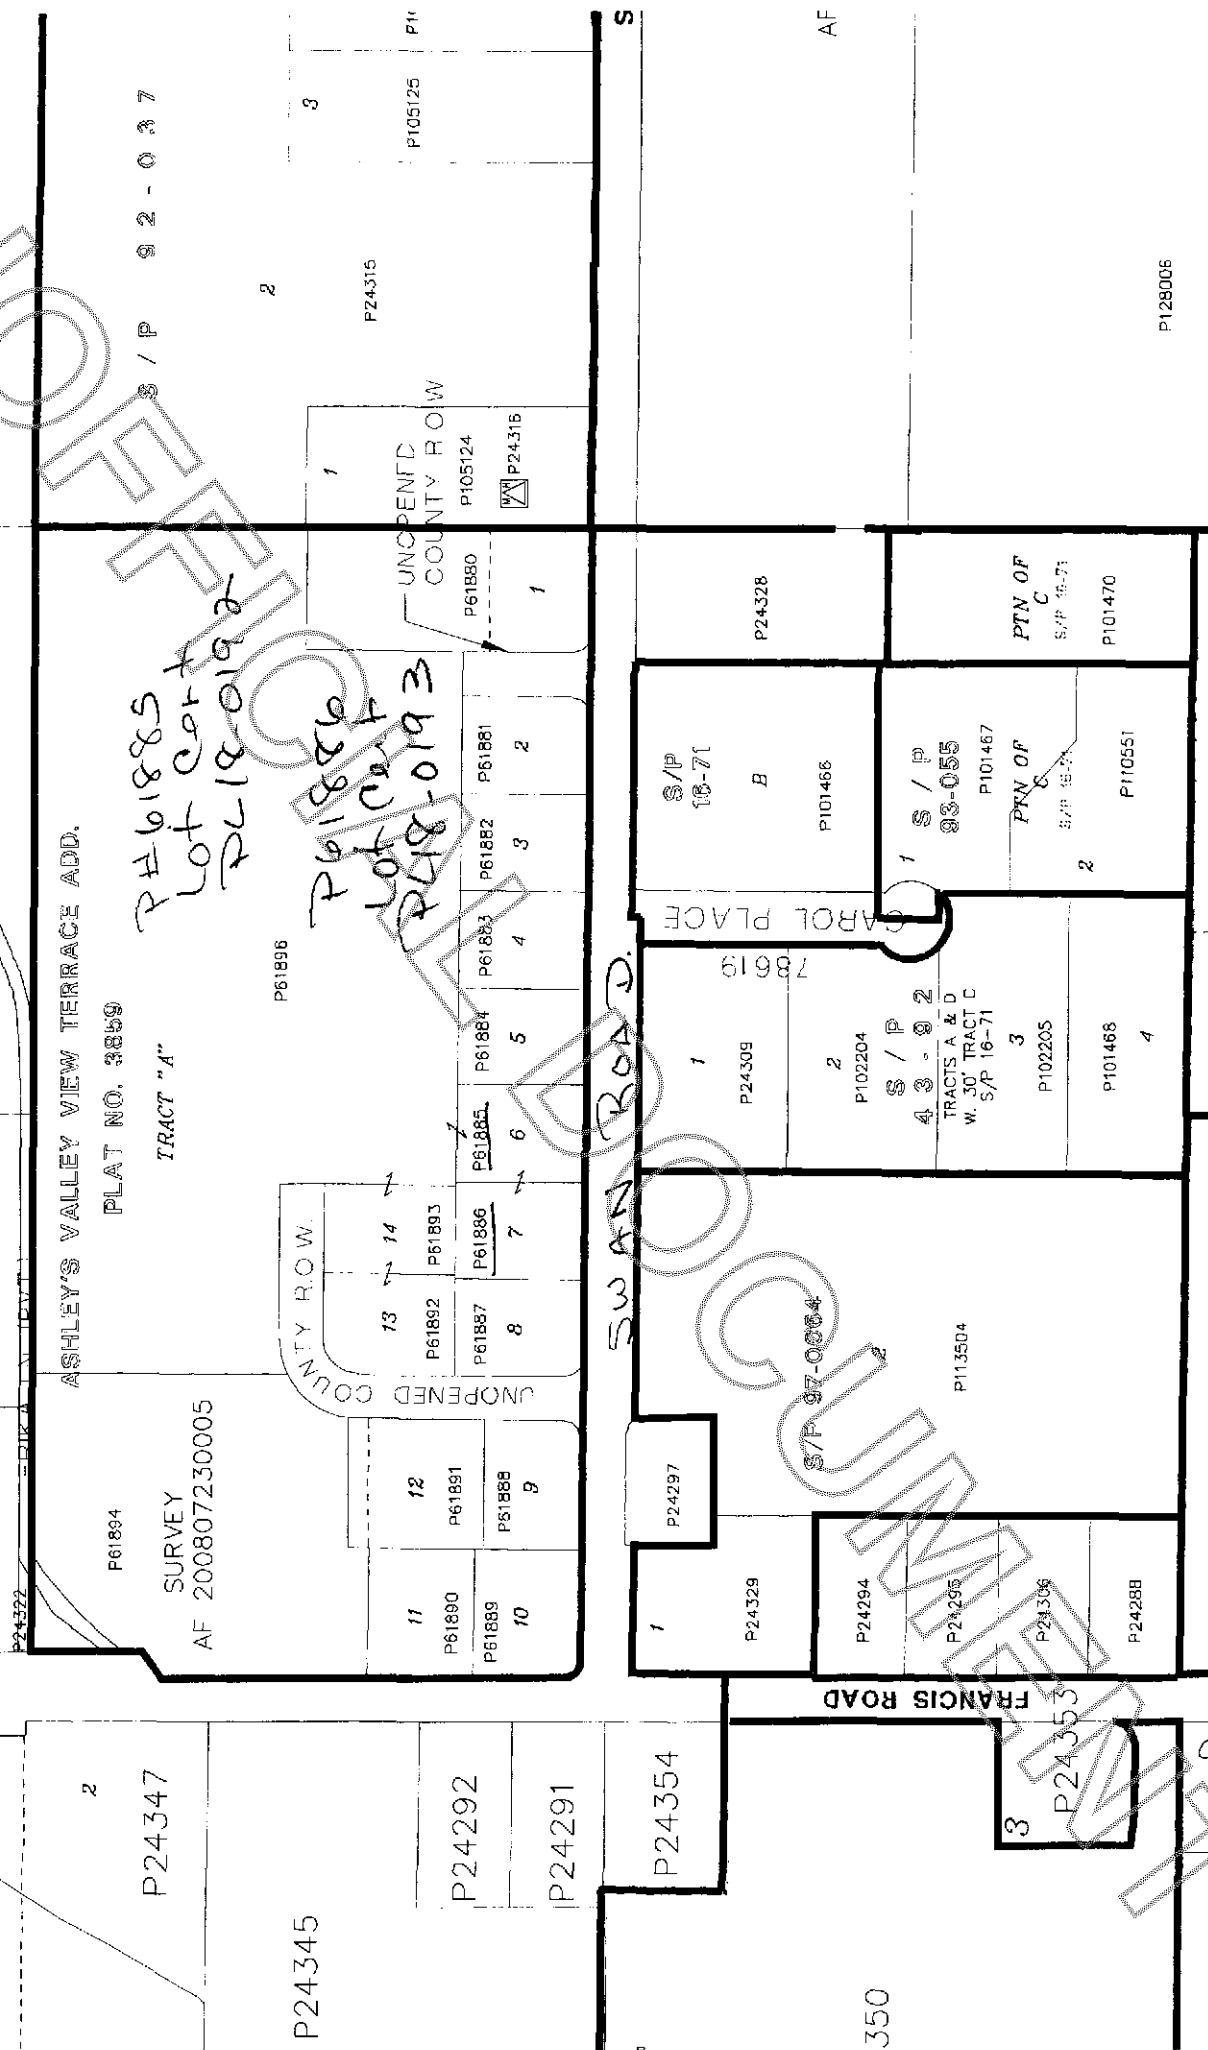 S/P 92-037
3
P105125
2
P24315
1
UNOPENED
COUNTY ROW
P105124
P24316
S
AF
P128006
ASHLEY'S VALLEY VIEW TERRACE ADD.
PLAT NO. 3859
TRACT "A"
P61896
P#61885
Lot Cert
PL18-0192
P61886
Lot Cert
PL18-0193
P61880
1
P61881
2
P61882
3
P61883
4
P61884
5
P61885
6
P61886
7
P61887
8
P61893
14
P61892
13
UNOPENED COUNTY R.O.W.
P61894
SURVEY
AF 200807230005
12
P61891
P61888
9
11
P61890
P61889
10
P24322
SWAN ROAD.
P24328
PTN OF
C
S/P 16-71
P101470
S/P
16-71
B
P101466
S/P
93-055
1
P101467
PTN OF
C
S/P 16-71
2
P110551
CAROL PLACE
78619
1
P24309
2
P102204
S/P
43-92
TRACTS A & D
W. 30' TRACT C
S/P 16-71
3
P102205
P101468
4
S/P 97-0064
2
P113504
P24297
1
P24329
P24294
P24295
P24306
P24288
FRANCIS ROAD
2
P24347
P24345
P24292
P24291
P24354
3
P24353
350
UNOFFICIAL DOCUMENT